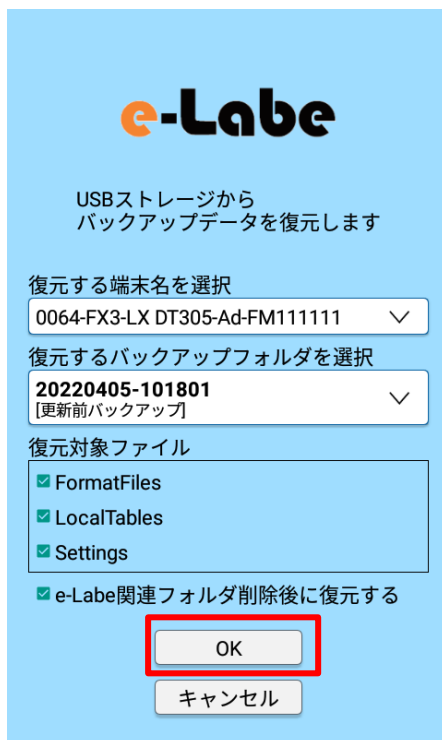 e-Labe
USBストレージから
バックアップデータを復元します
復元する端末名を選択
0064-FX3-LX DT305-Ad-FM111111
復元するバックアップフォルダを選択
20220405-101801
[更新前バックアップ]
復元対象ファイル
FormatFiles
LocalTables
Settings
e-Labe関連フォルダ削除後に復元する
OK
キャンセル